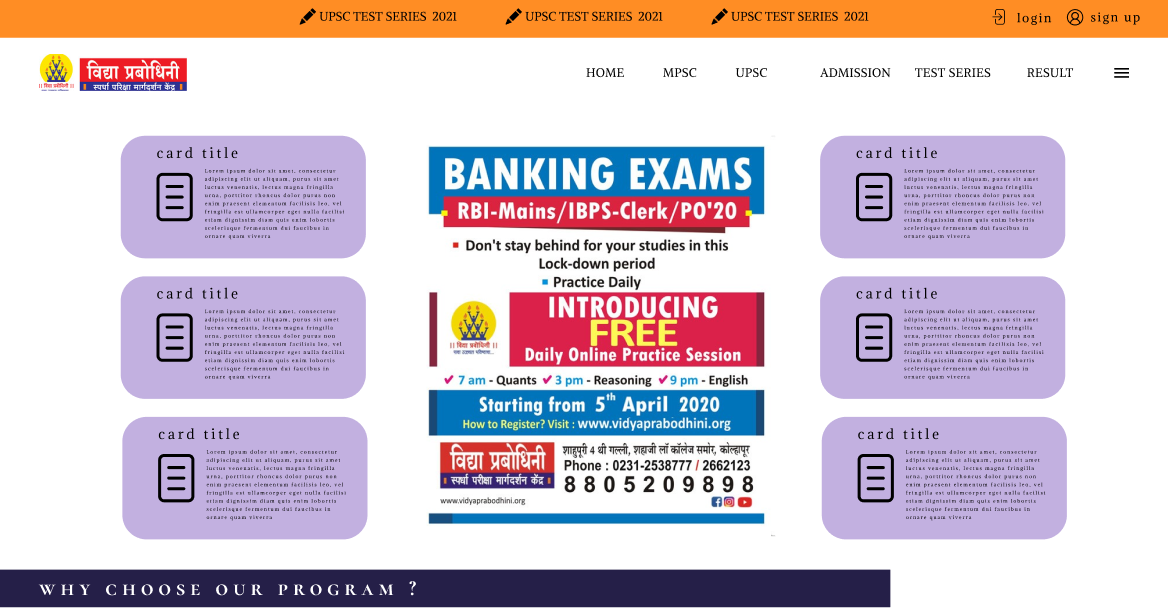 UPSC TEST SERIES 2021 UPSC TEST SERIES 2021 UPSC TEST SERIES 2021 login sign up
विद्या प्रबोधिनी
स्पर्धा परिक्षा मार्गदर्शन केंद्र
HOME MPSC UPSC ADMISSION TEST SERIES RESULT
card title
Lorem ipsum dolor sit amet, consectetur
adipiscing elit ut aliquam, purus sit amet
luctus venenatis, lectus magna fringilla
urna, porttitor rhoncus dolor purus non
enim praesent elementum facilisis leo, vel
fringilla est ullamcorper eget nulla facilisi
etiam dignissim diam quis enim lobortis
scelerisque fermentum dui faucibus in
ornare quam viverra
card title
Lorem ipsum dolor sit amet, consectetur
adipiscing elit ut aliquam, purus sit amet
luctus venenatis, lectus magna fringilla
urna, porttitor rhoncus dolor purus non
enim praesent elementum facilisis leo, vel
fringilla est ullamcorper eget nulla facilisi
etiam dignissim diam quis enim lobortis
scelerisque fermentum dui faucibus in
ornare quam viverra
card title
Lorem ipsum dolor sit amet, consectetur
adipiscing elit ut aliquam, purus sit amet
luctus venenatis, lectus magna fringilla
urna, porttitor rhoncus dolor purus non
enim praesent elementum facilisis leo, vel
fringilla est ullamcorper eget nulla facilisi
etiam dignissim diam quis enim lobortis
scelerisque fermentum dui faucibus in
ornare quam viverra
BANKING EXAMS
RBI-Mains/IBPS-Clerk/PO'20
Don't stay behind for your studies in this
Lock-down period
Practice Daily
INTRODUCING
FREE
Daily Online Practice Session
|| विद्या प्रबोधिनी ||
7 am - Quants 3 pm - Reasoning 9 pm - English
Starting from 5th April 2020
How to Register? Visit : www.vidyaprabodhini.org
विद्या प्रबोधिनी
स्पर्धा परीक्षा मार्गदर्शन केंद्र
शाहूपुरी 4 थी गल्ली, शहाजी लॉ कॉलेज समोर, कोल्हापूर
Phone : 0231-2538777 / 2662123
8805209898
www.vidyaprabodhini.org
card title
Lorem ipsum dolor sit amet, consectetur
adipiscing elit ut aliquam, purus sit amet
luctus venenatis, lectus magna fringilla
urna, porttitor rhoncus dolor purus non
enim praesent elementum facilisis leo, vel
fringilla est ullamcorper eget nulla facilisi
etiam dignissim diam quis enim lobortis
scelerisque fermentum dui faucibus in
ornare quam viverra
card title
Lorem ipsum dolor sit amet, consectetur
adipiscing elit ut aliquam, purus sit amet
luctus venenatis, lectus magna fringilla
urna, porttitor rhoncus dolor purus non
enim praesent elementum facilisis leo, vel
fringilla est ullamcorper eget nulla facilisi
etiam dignissim diam quis enim lobortis
scelerisque fermentum dui faucibus in
ornare quam viverra
card title
Lorem ipsum dolor sit amet, consectetur
adipiscing elit ut aliquam, purus sit amet
luctus venenatis, lectus magna fringilla
urna, porttitor rhoncus dolor purus non
enim praesent elementum facilisis leo, vel
fringilla est ullamcorper eget nulla facilisi
etiam dignissim diam quis enim lobortis
scelerisque fermentum dui faucibus in
ornare quam viverra
WHY CHOOSE OUR PROGRAM ?